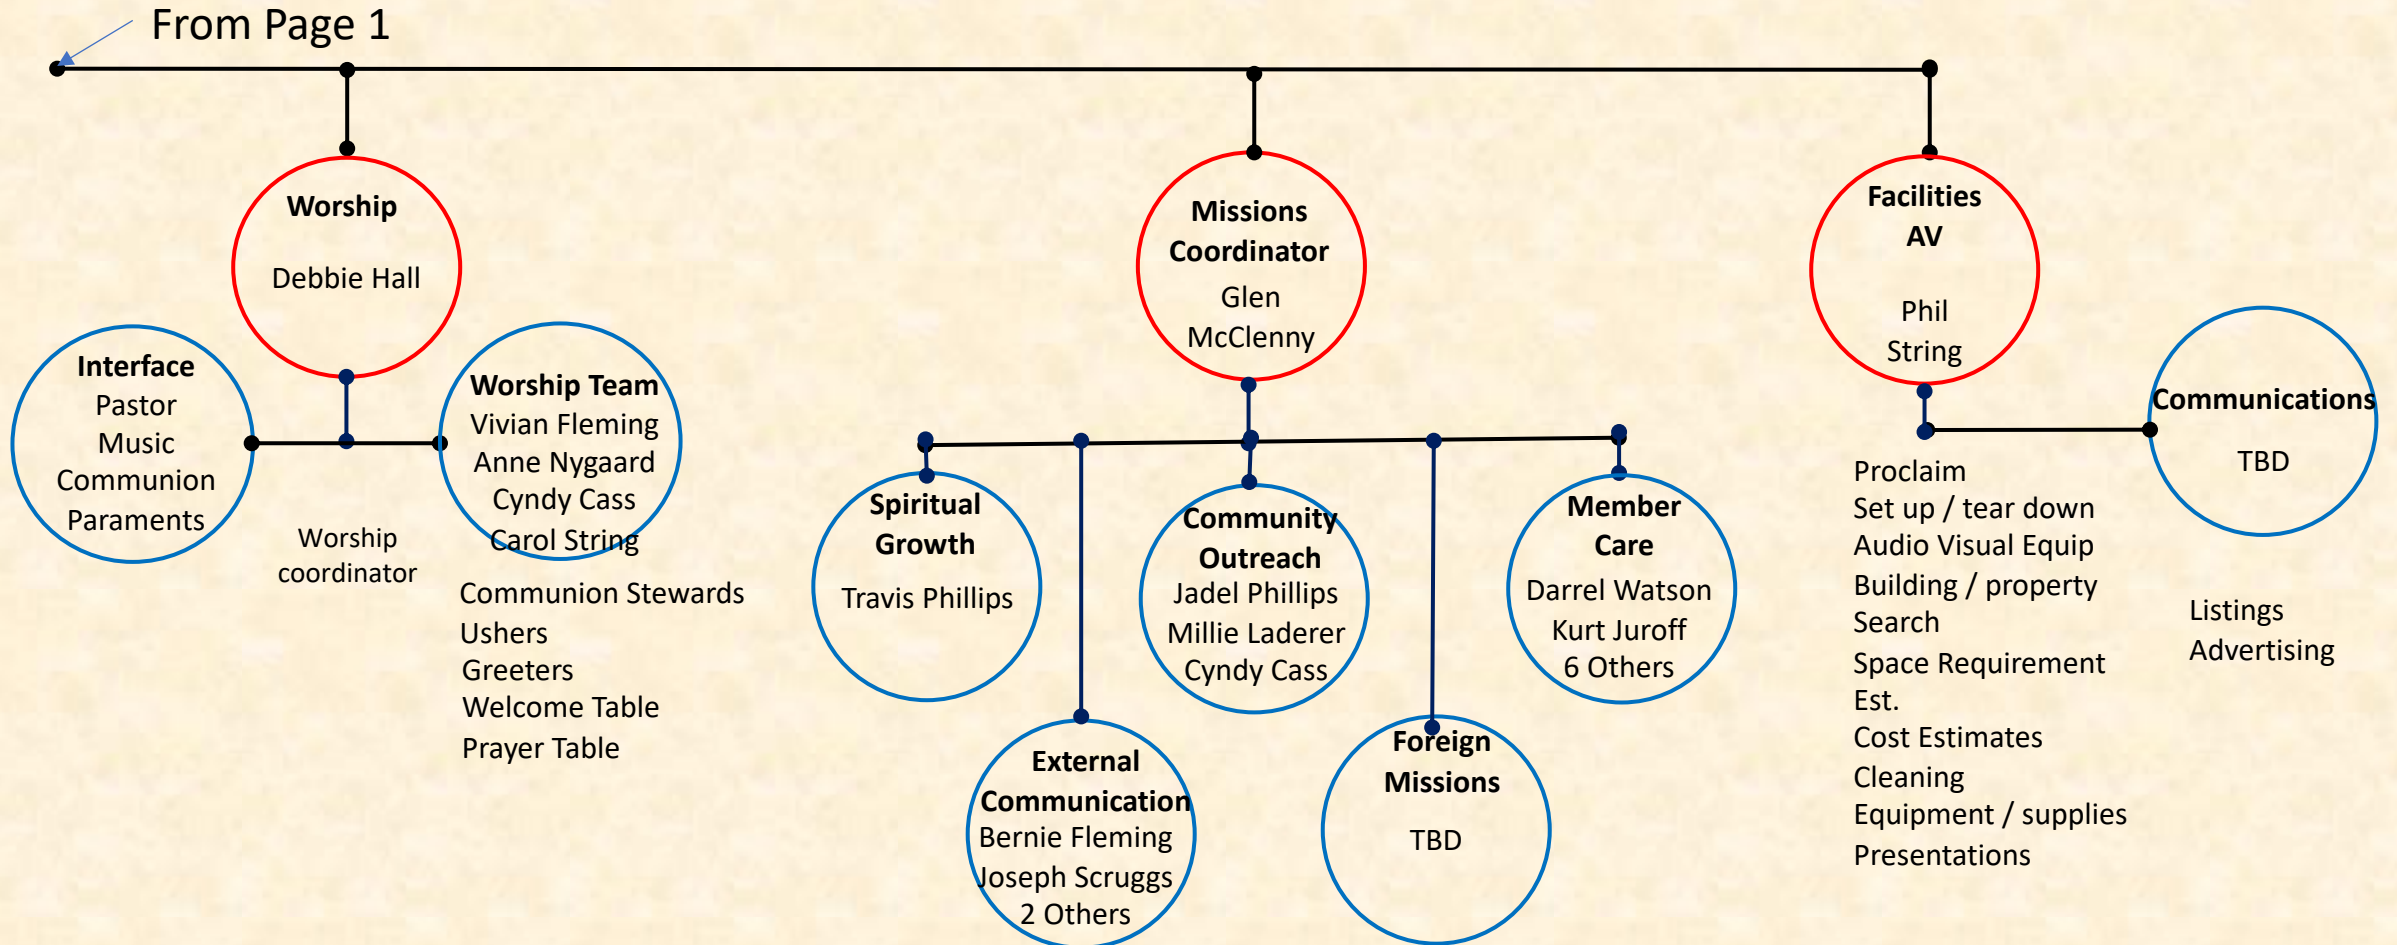 From Page 1
Worship
Debbie Hall
Interface
Pastor
Music
Communion
Paraments
Worship
coordinator
Worship Team
Vivian Fleming
Anne Nygaard
Cyndy Cass
Carol String
Communion Stewards
Ushers
Greeters
Welcome Table
Prayer Table
Missions
Coordinator
Glen
McClenny
Spiritual
Growth
Travis Phillips
External
Communication
Bernie Fleming
Joseph Scruggs
2 Others
Community
Outreach
Jadel Phillips
Millie Laderer
Cyndy Cass
Foreign
Missions
TBD
Member
Care
Darrel Watson
Kurt Juroff
6 Others
Facilities
AV
Phil
String
Proclaim
Set up / tear down
Audio Visual Equip
Building / property
Search
Space Requirement
Est.
Cost Estimates
Cleaning
Equipment / supplies
Presentations
Communications
TBD
Listings
Advertising